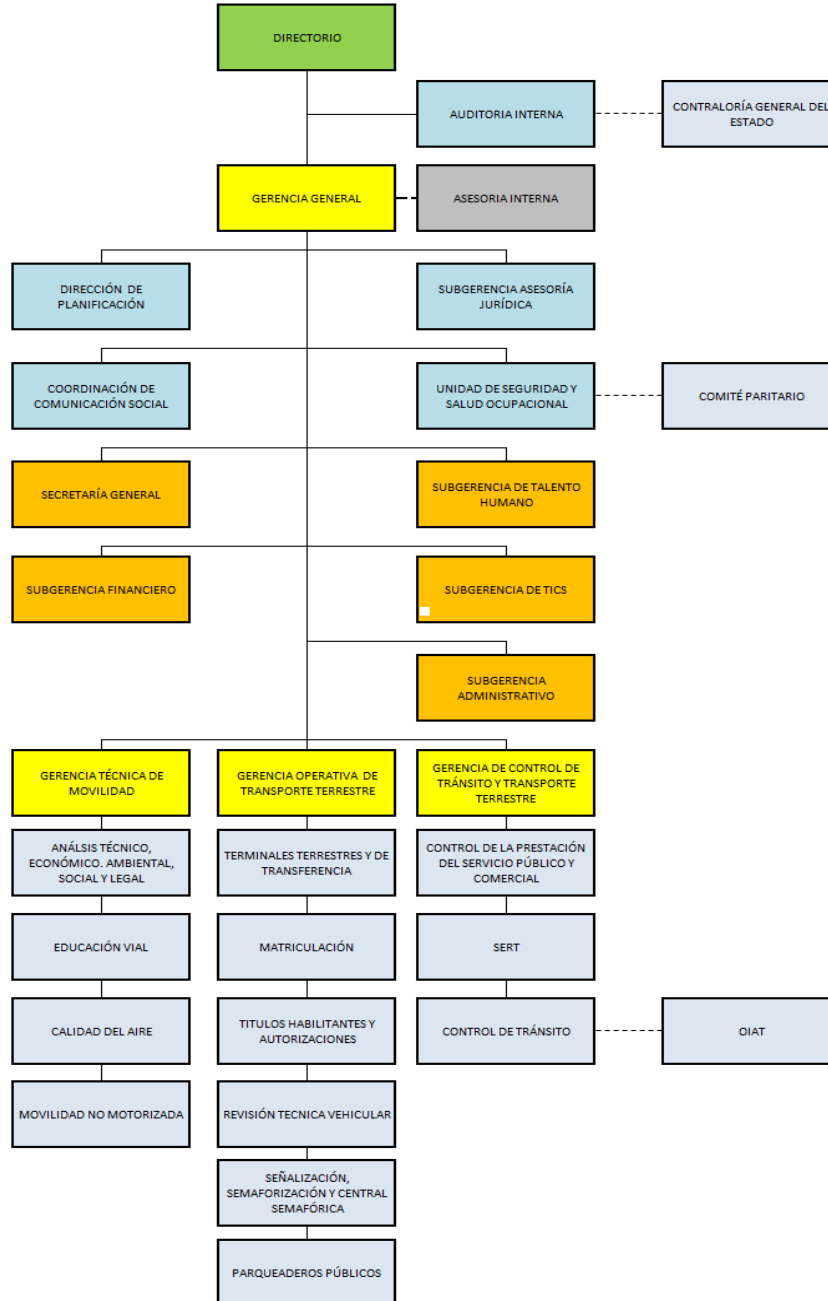 DIRECTORIO
AUDITORIA INTERNA
CONTRALORÍA GENERAL DEL
ESTADO
GERENCIA GENERAL
ASESORIA INTERNA
DIRECCIÓN DE
PLANIFICACIÓN
SUBGERENCIA ASESORÍA
JURÍDICA
COORDINACIÓN DE
COMUNICACIÓN SOCIAL
UNIDAD DE SEGURIDAD Y
SALUD OCUPACIONAL
COMITÉ PARITARIO
SECRETARÍA GENERAL
SUBGERENCIA DE TALENTO
HUMANO
SUBGERENCIA FINANCIERO
SUBGERENCIA DE TICS
SUBGERENCIA
ADMINISTRATIVO
GERENCIA TÉCNICA DE
MOVILIDAD
GERENCIA OPERATIVA DE
TRANSPORTE TERRESTRE
GERENCIA DE CONTROL DE
TRÁNSITO Y TRANSPORTE
TERRESTRE
ANÁLSIS TÉCNICO,
ECONÓMICO. AMBIENTAL,
SOCIAL Y LEGAL
TERMINALES TERRESTRES Y DE
TRANSFERENCIA
CONTROL DE LA PRESTACIÓN
DEL SERVICIO PÚBLICO Y
COMERCIAL
EDUCACIÓN VIAL
MATRICULACIÓN
SERT
CALIDAD DEL AIRE
TITULOS HABILITANTES Y
AUTORIZACIONES
CONTROL DE TRÁNSITO
OIAT
MOVILIDAD NO MOTORIZADA
REVISIÓN TECNICA VEHICULAR
SEÑALIZACIÓN,
SEMAFORIZACIÓN Y CENTRAL
SEMAFÓRICA
PARQUEADEROS PÚBLICOS